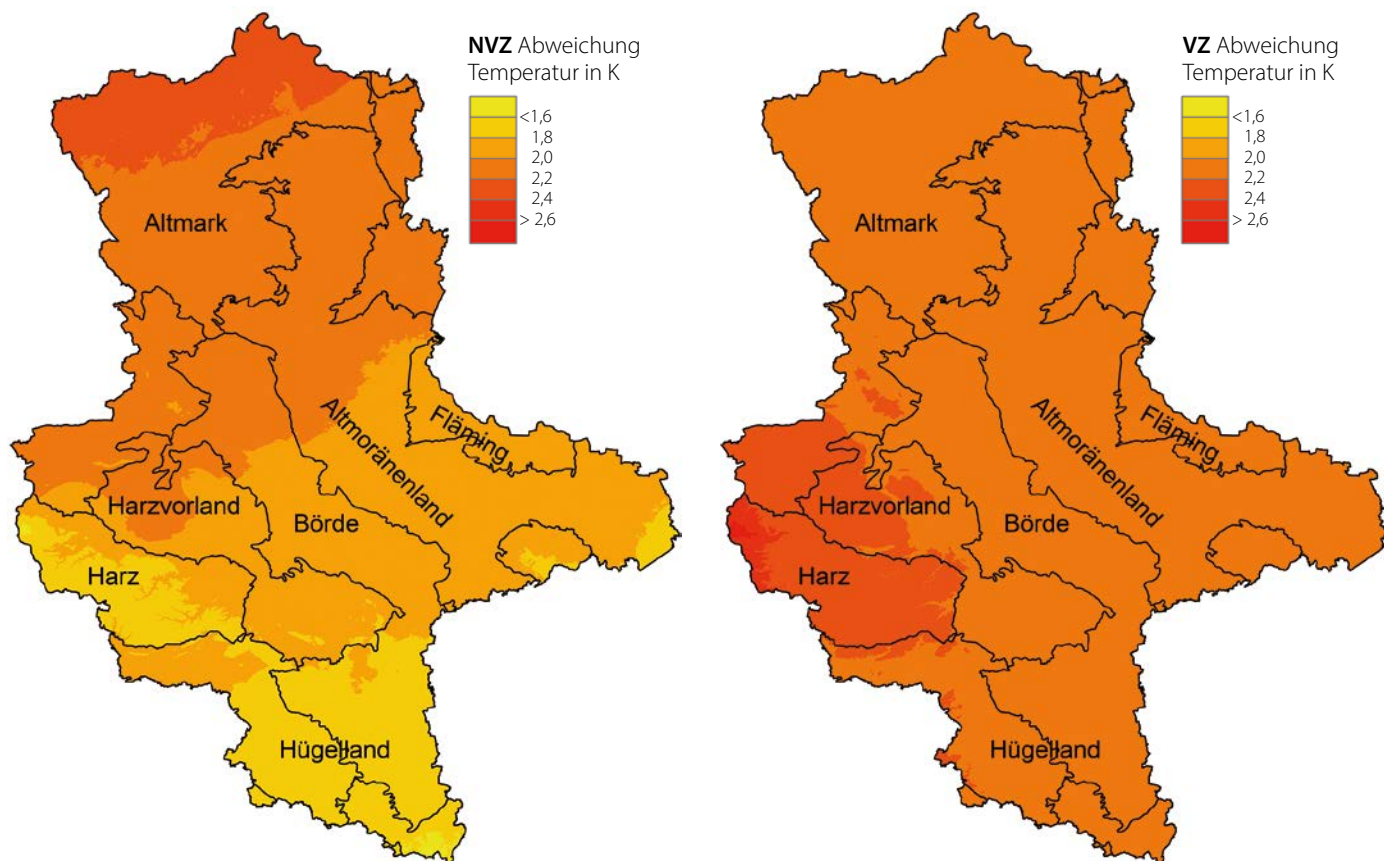 NVZ Abweichung
Temperatur in K
<1,6
1,8
2,0
2,2
2,4
> 2,6
Altmark
Fläming
Altmoränenland
Harzvorland
Börde
Harz
Hügelland
VZ Abweichung
Temperatur in K
<1,6
1,8
2,0
2,2
2,4
> 2,6
Altmark
Fläming
Altmoränenland
Harzvorland
Börde
Harz
Hügelland